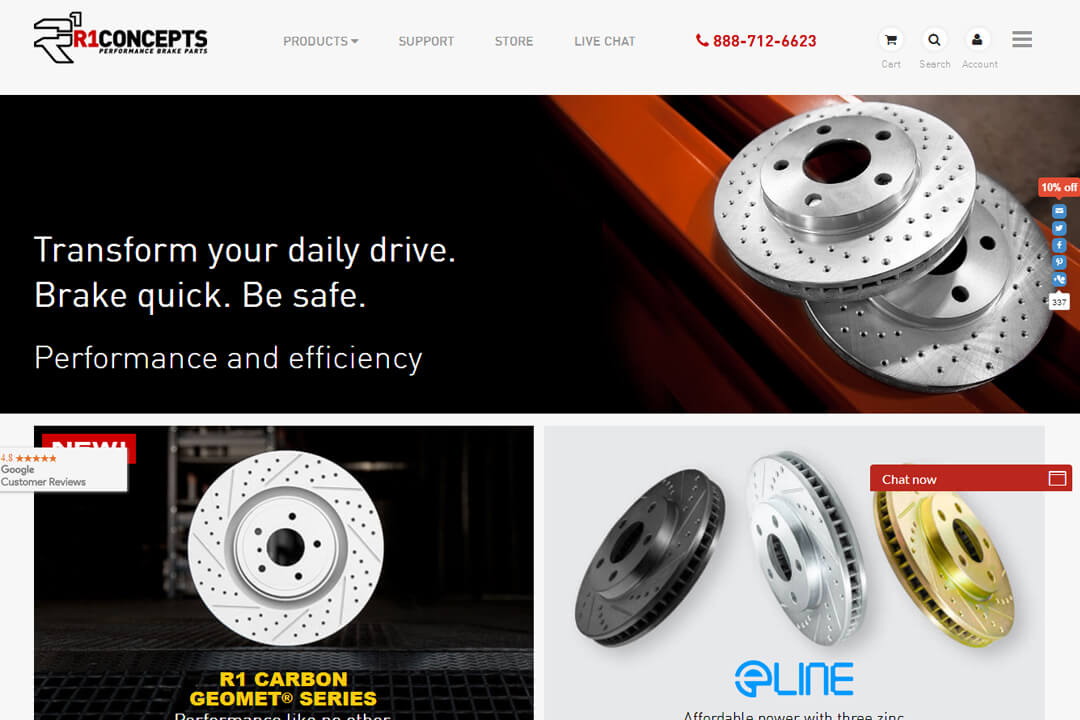 R1CONCEPTS
PERFORMANCE BRAKE PARTS
PRODUCTS
SUPPORT
STORE
LIVE CHAT
888-712-6623
Cart
Search
Account
10% off
337
Transform your daily drive.
Brake quick. Be safe.
Performance and efficiency
NEW!
4.8 ★★★★★
Google
Customer Reviews
Chat now
R1 CARBON
GEOMET® SERIES
Performance like no other
eLINE
Affordable power with three zinc